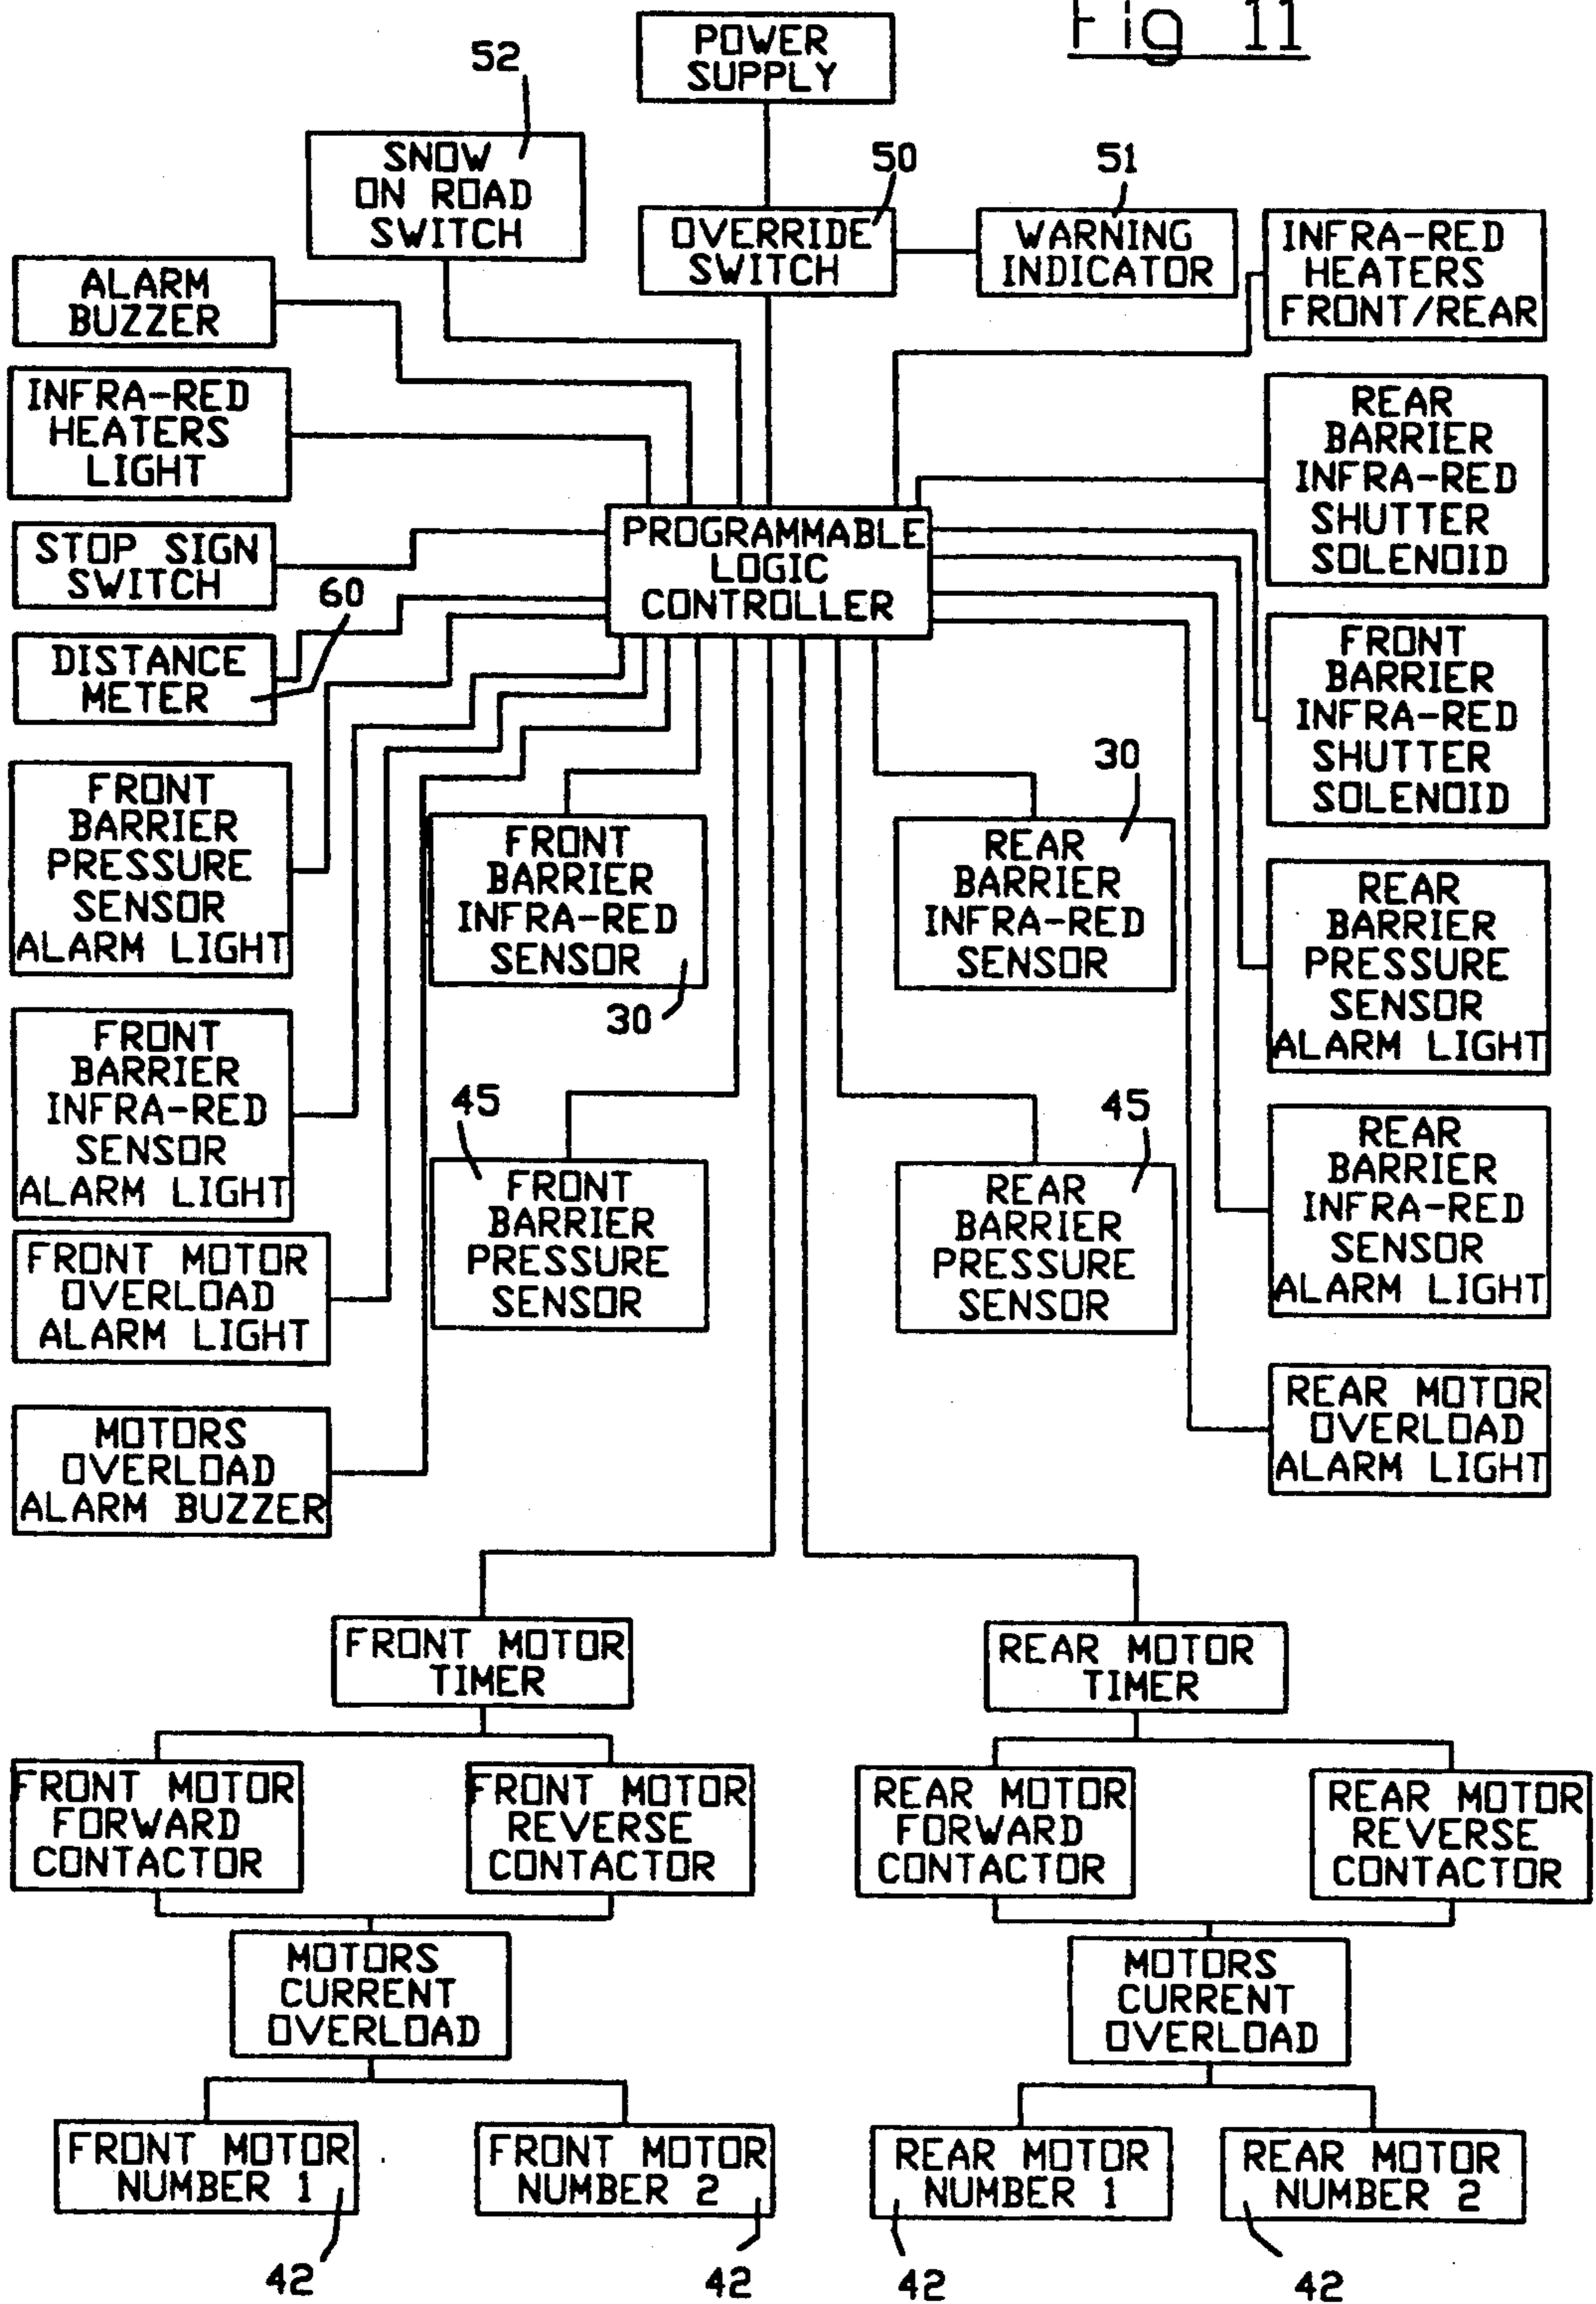 Fig 11
POWER
SUPPLY
52
SNOW
ON ROAD
SWITCH
50
51
OVERRIDE
SWITCH
WARNING
INDICATOR
INFRA-RED
HEATERS
FRONT/REAR
ALARM
BUZZER
INFRA-RED
HEATERS
LIGHT
REAR
BARRIER
INFRA-RED
SHUTTER
SOLENOID
STOP SIGN
SWITCH
PROGRAMMABLE
LOGIC
CONTROLLER
60
DISTANCE
METER
FRONT
BARRIER
INFRA-RED
SHUTTER
SOLENOID
FRONT
BARRIER
PRESSURE
SENSOR
ALARM LIGHT
FRONT
BARRIER
INFRA-RED
SENSOR
30
30
REAR
BARRIER
INFRA-RED
SENSOR
REAR
BARRIER
PRESSURE
SENSOR
ALARM LIGHT
FRONT
BARRIER
INFRA-RED
SENSOR
ALARM LIGHT
45
FRONT
BARRIER
PRESSURE
SENSOR
45
REAR
BARRIER
PRESSURE
SENSOR
REAR
BARRIER
INFRA-RED
SENSOR
ALARM LIGHT
FRONT MOTOR
OVERLOAD
ALARM LIGHT
MOTORS
OVERLOAD
ALARM BUZZER
REAR MOTOR
OVERLOAD
ALARM LIGHT
FRONT MOTOR
TIMER
REAR MOTOR
TIMER
FRONT MOTOR
FORWARD
CONTACTOR
FRONT MOTOR
REVERSE
CONTACTOR
REAR MOTOR
FORWARD
CONTACTOR
REAR MOTOR
REVERSE
CONTACTOR
MOTORS
CURRENT
OVERLOAD
MOTORS
CURRENT
OVERLOAD
FRONT MOTOR
NUMBER 1
FRONT MOTOR
NUMBER 2
REAR MOTOR
NUMBER 1
REAR MOTOR
NUMBER 2
42
42
42
42